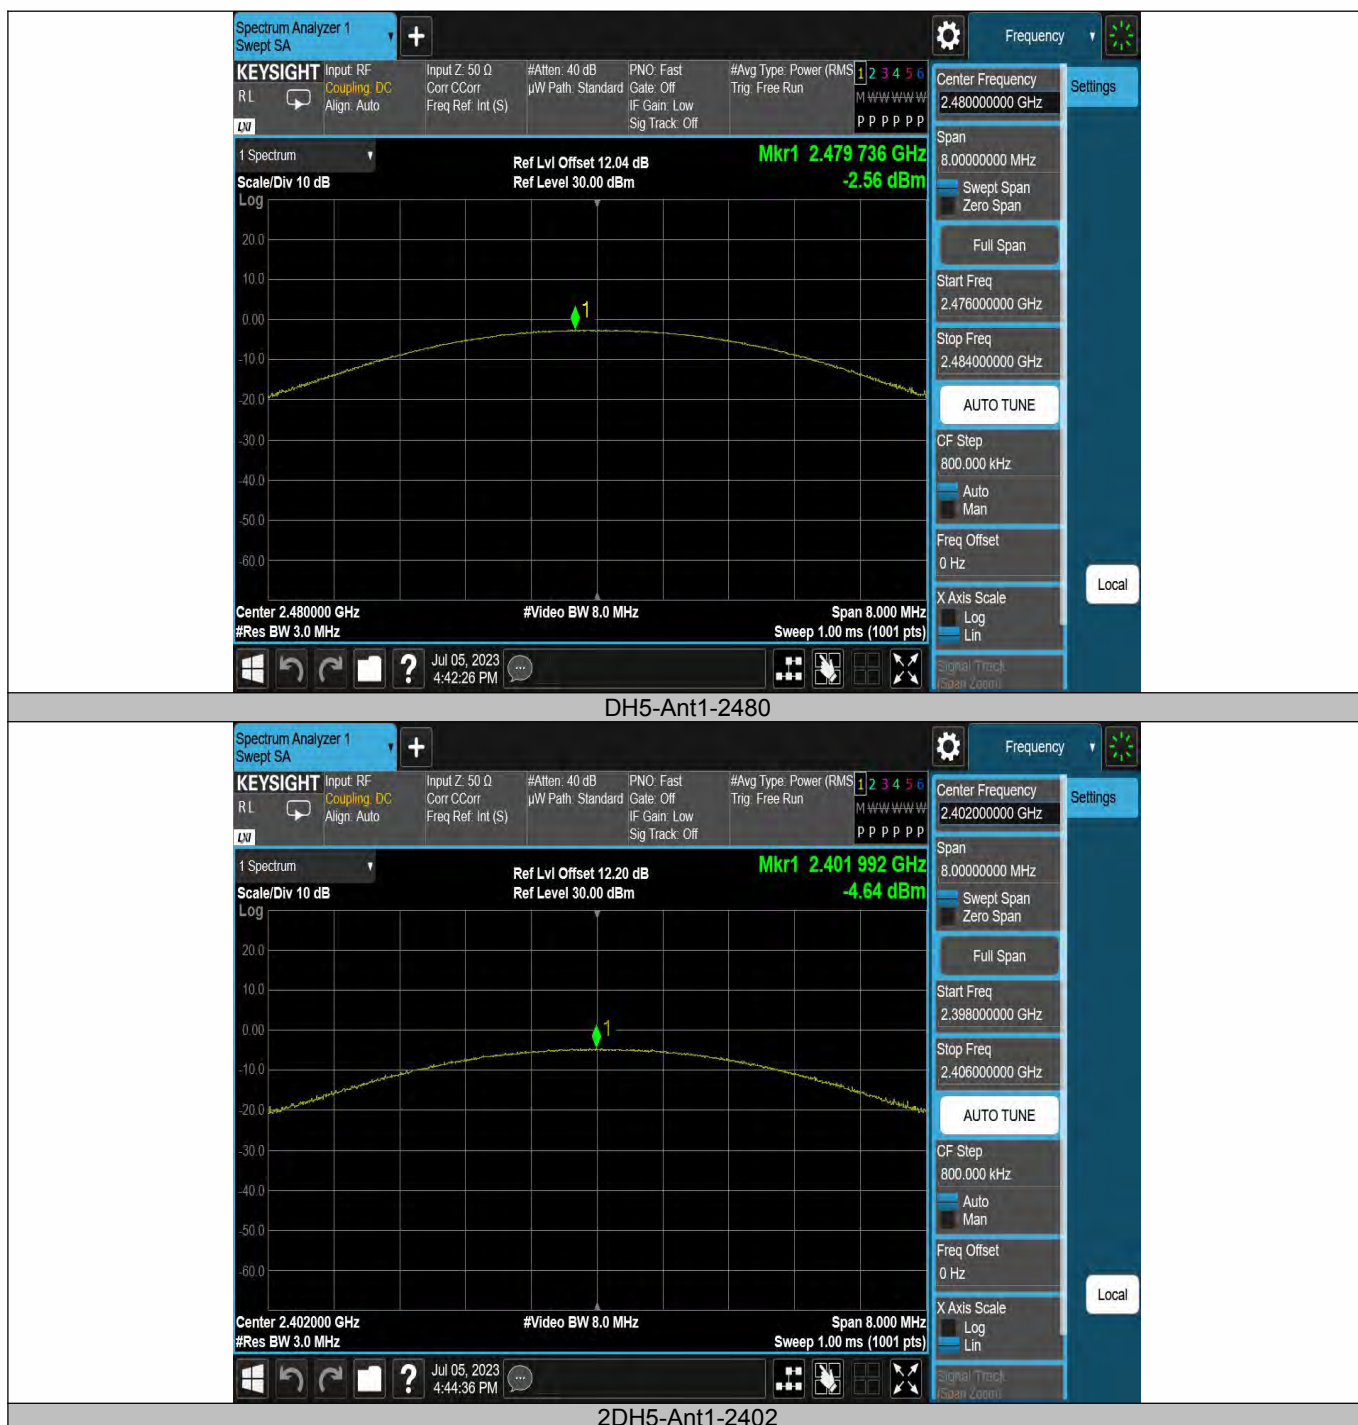 Spectrum Analyzer 1
Swept SA
+
Frequency
KEYSIGHT
RL
LXI
Input: RF
Coupling: DC
Align: Auto
Input Z: 50 Ω
Corr CCorr
Freq Ref: Int (S)
#Atten: 40 dB
µW Path: Standard
PNO: Fast
Gate: Off
IF Gain: Low
Sig Track: Off
#Avg Type: Power (RMS
Trig: Free Run
1 2 3 4 5 6
M W W W W W
P P P P P P
Center Frequency
2.480000000 GHz
Settings
Span
8.00000000 MHz
Swept Span
Zero Span
Full Span
Start Freq
2.476000000 GHz
Stop Freq
2.484000000 GHz
AUTO TUNE
CF Step
800.000 kHz
Auto
Man
Freq Offset
0 Hz
X Axis Scale
Log
Lin
Signal Track
(Span Zoom)
Local
1 Spectrum
Scale/Div 10 dB
Log
Ref Lvl Offset 12.04 dB
Ref Level 30.00 dBm
Mkr1 2.479 736 GHz
-2.56 dBm
20.0
10.0
0.00
-10.0
-20.0
-30.0
-40.0
-50.0
-60.0
1
Center 2.480000 GHz
#Res BW 3.0 MHz
#Video BW 8.0 MHz
Span 8.000 MHz
Sweep 1.00 ms (1001 pts)
?
Jul 05, 2023
4:42:26 PM
DH5-Ant1-2480
Spectrum Analyzer 1
Swept SA
+
Frequency
KEYSIGHT
RL
LXI
Input: RF
Coupling: DC
Align: Auto
Input Z: 50 Ω
Corr CCorr
Freq Ref: Int (S)
#Atten: 40 dB
µW Path: Standard
PNO: Fast
Gate: Off
IF Gain: Low
Sig Track: Off
#Avg Type: Power (RMS
Trig: Free Run
1 2 3 4 5 6
M W W W W W
P P P P P P
Center Frequency
2.402000000 GHz
Settings
Span
8.00000000 MHz
Swept Span
Zero Span
Full Span
Start Freq
2.398000000 GHz
Stop Freq
2.406000000 GHz
AUTO TUNE
CF Step
800.000 kHz
Auto
Man
Freq Offset
0 Hz
X Axis Scale
Log
Lin
Signal Track
(Span Zoom)
Local
1 Spectrum
Scale/Div 10 dB
Log
Ref Lvl Offset 12.20 dB
Ref Level 30.00 dBm
Mkr1 2.401 992 GHz
-4.64 dBm
20.0
10.0
0.00
-10.0
-20.0
-30.0
-40.0
-50.0
-60.0
1
Center 2.402000 GHz
#Res BW 3.0 MHz
#Video BW 8.0 MHz
Span 8.000 MHz
Sweep 1.00 ms (1001 pts)
?
Jul 05, 2023
4:44:36 PM
2DH5-Ant1-2402